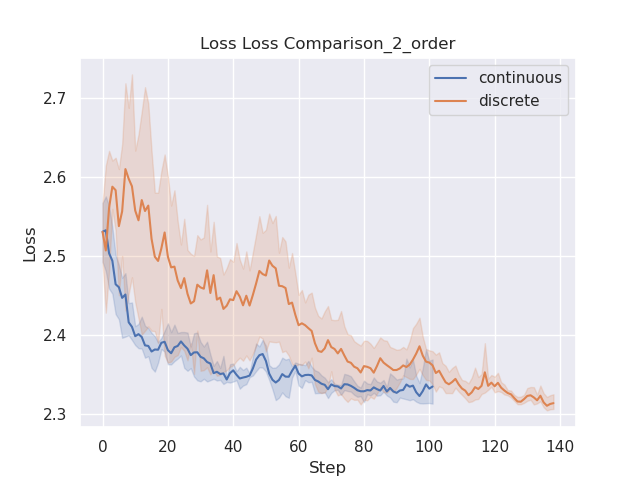 Loss Loss Comparison_2_order
continuous
discrete
2.7
2.6
2.5
2.4
2.3
Loss
0 20 40 60 80 100 120 140
Step